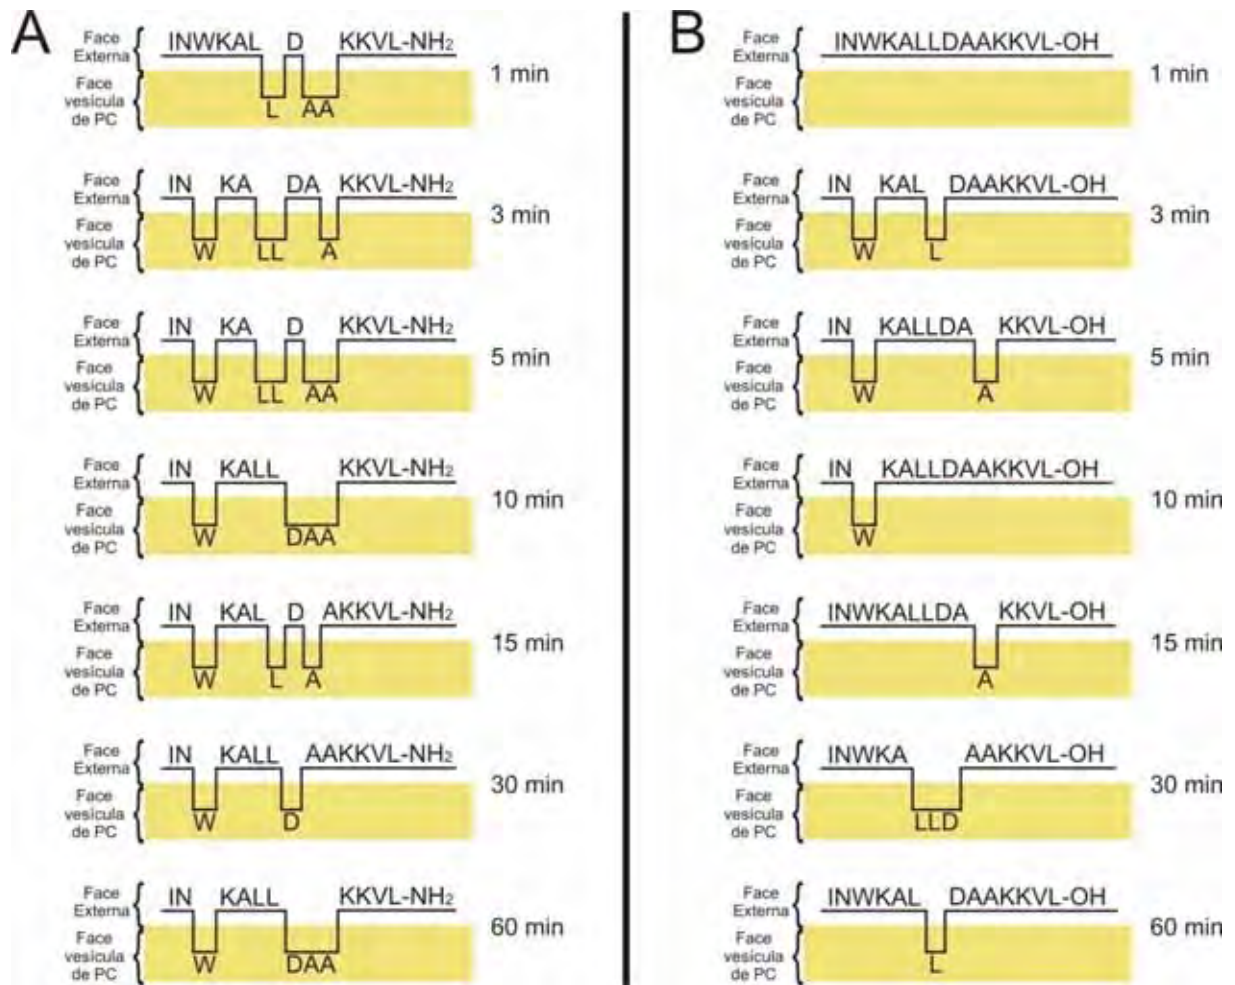 A
Face
Externa
INWKAL D KKVL-NH2
Face
vesícula
de PC
L AA
1 min
Face
Externa
IN KA DA KKVL-NH2
Face
vesícula
de PC
W LL A
3 min
Face
Externa
IN KA D KKVL-NH2
Face
vesícula
de PC
W LL AA
5 min
Face
Externa
IN KALL KKVL-NH2
Face
vesícula
de PC
W DAA
10 min
Face
Externa
IN KAL D AKKVL-NH2
Face
vesícula
de PC
W L A
15 min
Face
Externa
IN KALL AAKKVL-NH2
Face
vesícula
de PC
W D
30 min
Face
Externa
IN KALL KKVL-NH2
Face
vesícula
de PC
W DAA
60 min
B
Face
Externa
INWKALLDAAKKVL-OH
Face
vesícula
de PC
1 min
Face
Externa
IN KAL DAAKKVL-OH
Face
vesícula
de PC
W L
3 min
Face
Externa
IN KALLDA KKVL-OH
Face
vesícula
de PC
W A
5 min
Face
Externa
IN KALLDAAKKVL-OH
Face
vesícula
de PC
W
10 min
Face
Externa
INWKALLDA KKVL-OH
Face
vesícula
de PC
A
15 min
Face
Externa
INWKA AAKKVL-OH
Face
vesícula
de PC
LLD
30 min
Face
Externa
INWKAL DAAKKVL-OH
Face
vesícula
de PC
L
60 min